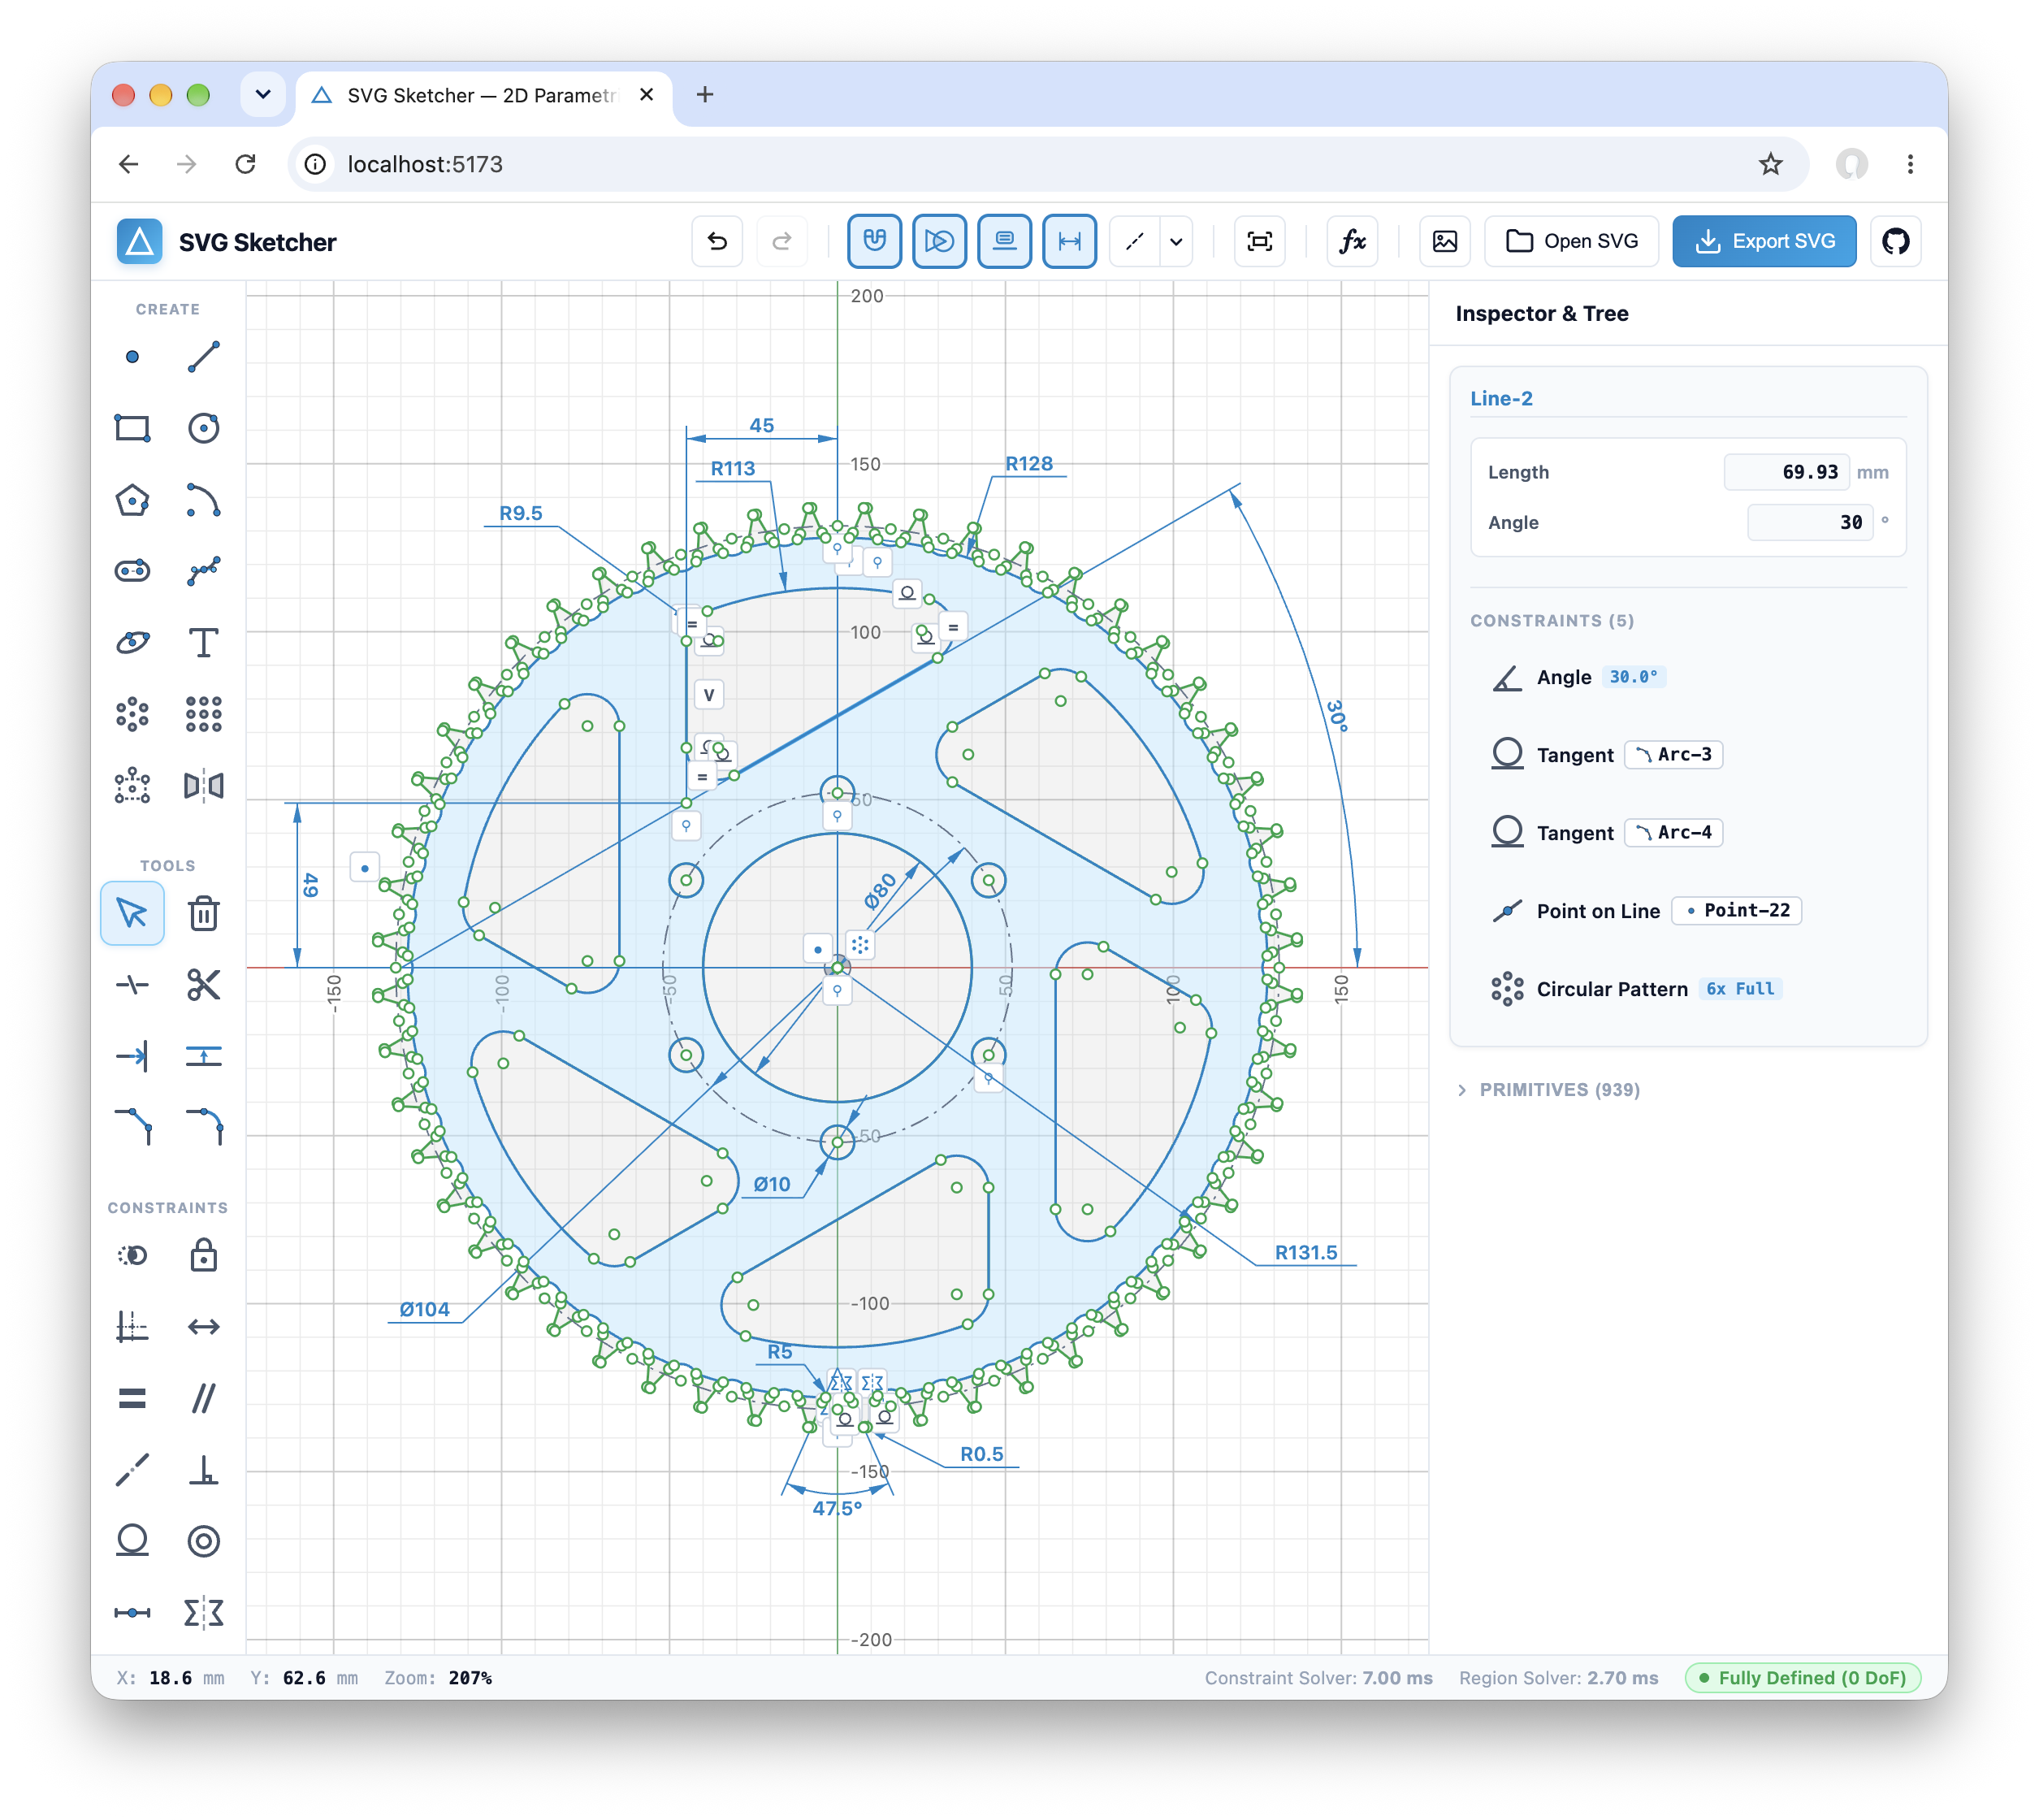 SVG Sketcher — 2D Parametr
localhost:5173
SVG Sketcher
fx
Open SVG
Export SVG
CREATE
T
TOOLS
CONSTRAINTS
200
150
100
50
-50
-100
-150
-200
-150
-100
-50
50
100
150
45
R113
R128
R9.5
=
=
V
=
30°
49
Ø80
Ø10
Ø104
R131.5
R5
R0.5
47.5°
Inspector & Tree
Line-2
Length 69.93 mm
Angle 30 °
CONSTRAINTS (5)
Angle 30.0°
Tangent Arc-3
Tangent Arc-4
Point on Line Point-22
Circular Pattern 6x Full
PRIMITIVES (939)
X: 18.6 mm Y: 62.6 mm Zoom: 207%
Constraint Solver: 7.00 ms Region Solver: 2.70 ms Fully Defined (0 DoF)